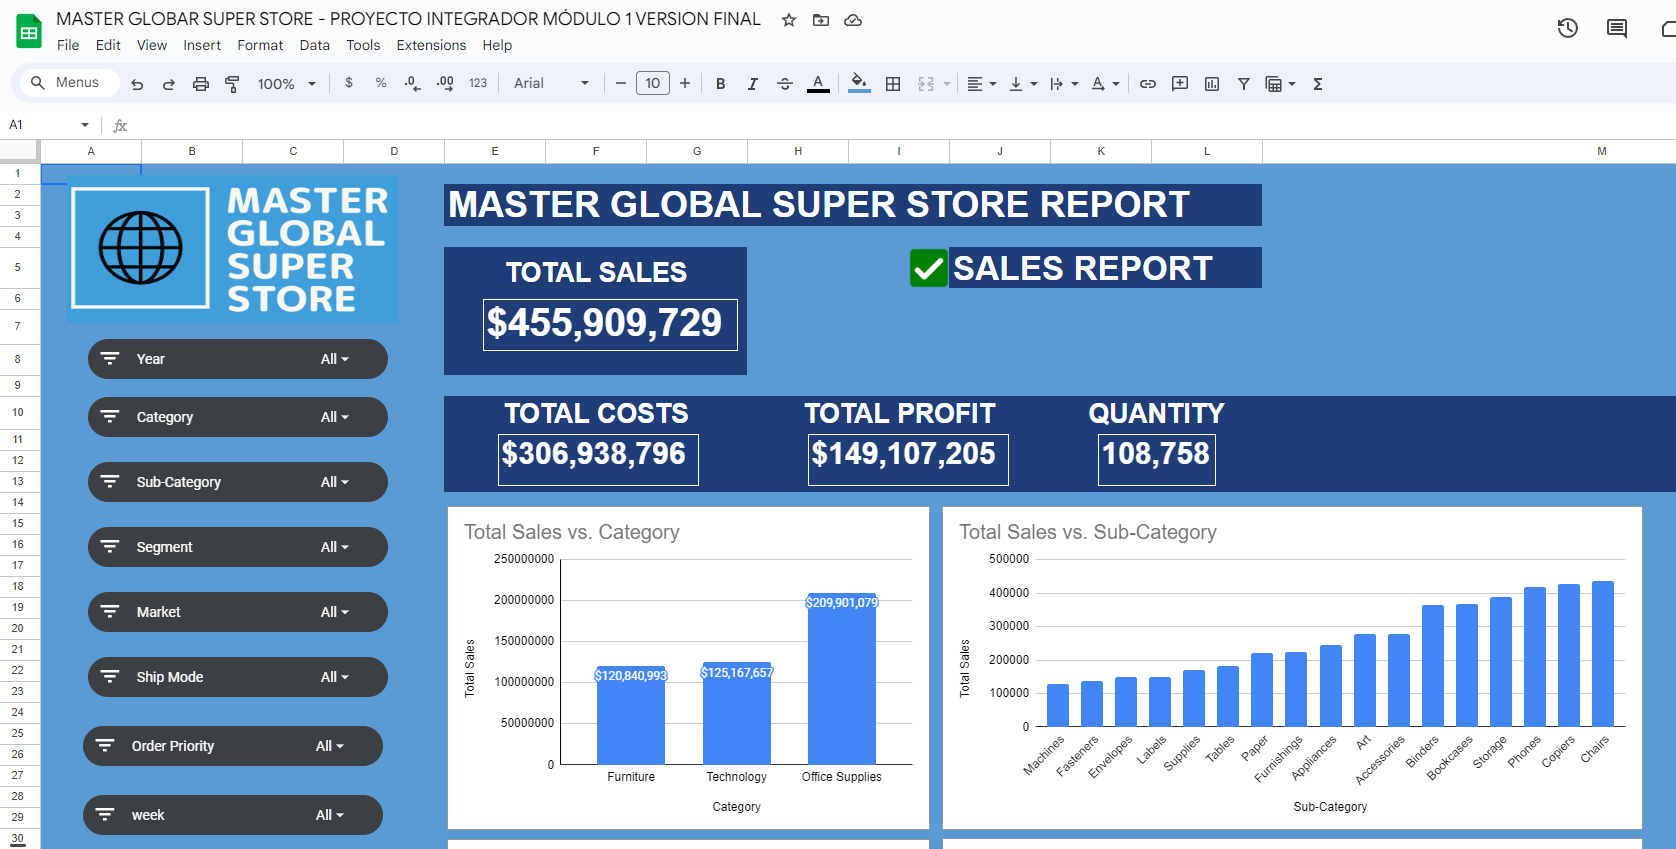 MASTER GLOBAR SUPER STORE - PROYECTO INTEGRADOR MÓDULO 1 VERSION FINAL
File Edit View Insert Format Data Tools Extensions Help
Menus 100% $ % .0 .00 123 Arial 10 B I A
A1 fx
A B C D E F G H I J K L M
1
2
3
4
5
6
7
8
9
10
11
12
13
14
15
16
17
18
19
20
21
22
23
24
25
26
27
28
29
30
MASTER
GLOBAL
SUPER
STORE
Year All
Category All
Sub-Category All
Segment All
Market All
Ship Mode All
Order Priority All
week All
MASTER GLOBAL SUPER STORE REPORT
TOTAL SALES
$455,909,729
SALES REPORT
TOTAL COSTS TOTAL PROFIT QUANTITY
$306,938,796 $149,107,205 108,758
Total Sales vs. Category
Total Sales
250000000
200000000
150000000
100000000
50000000
0
$120,840,993 $125,167,657 $209,901,079
Furniture Technology Office Supplies
Category
Total Sales vs. Sub-Category
Total Sales
500000
400000
300000
200000
100000
0
Machines Fasteners Envelopes Labels Supplies Tables Paper Furnishings Appliances Art Accessories Binders Bookcases Storage Phones Copiers Chairs
Sub-Category